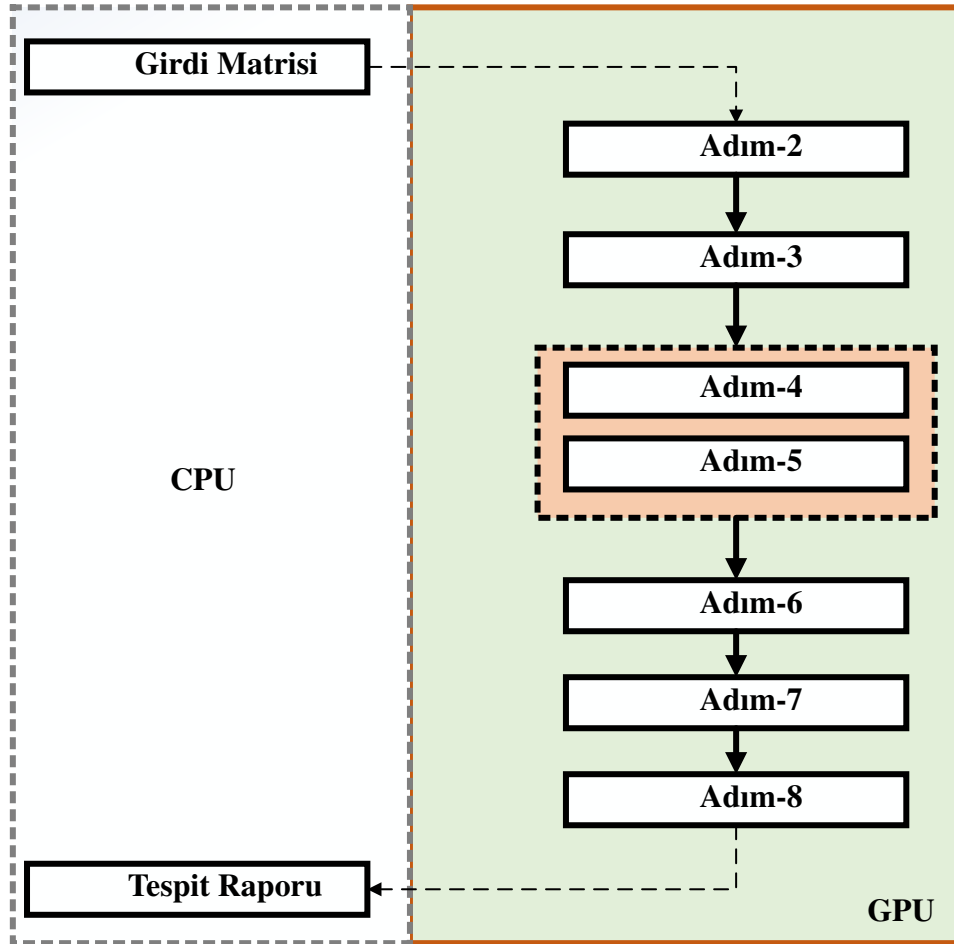 Girdi Matrisi
Adım-2
Adım-3
Adım-4
Adım-5
CPU
Adım-6
Adım-7
Adım-8
Tespit Raporu
GPU